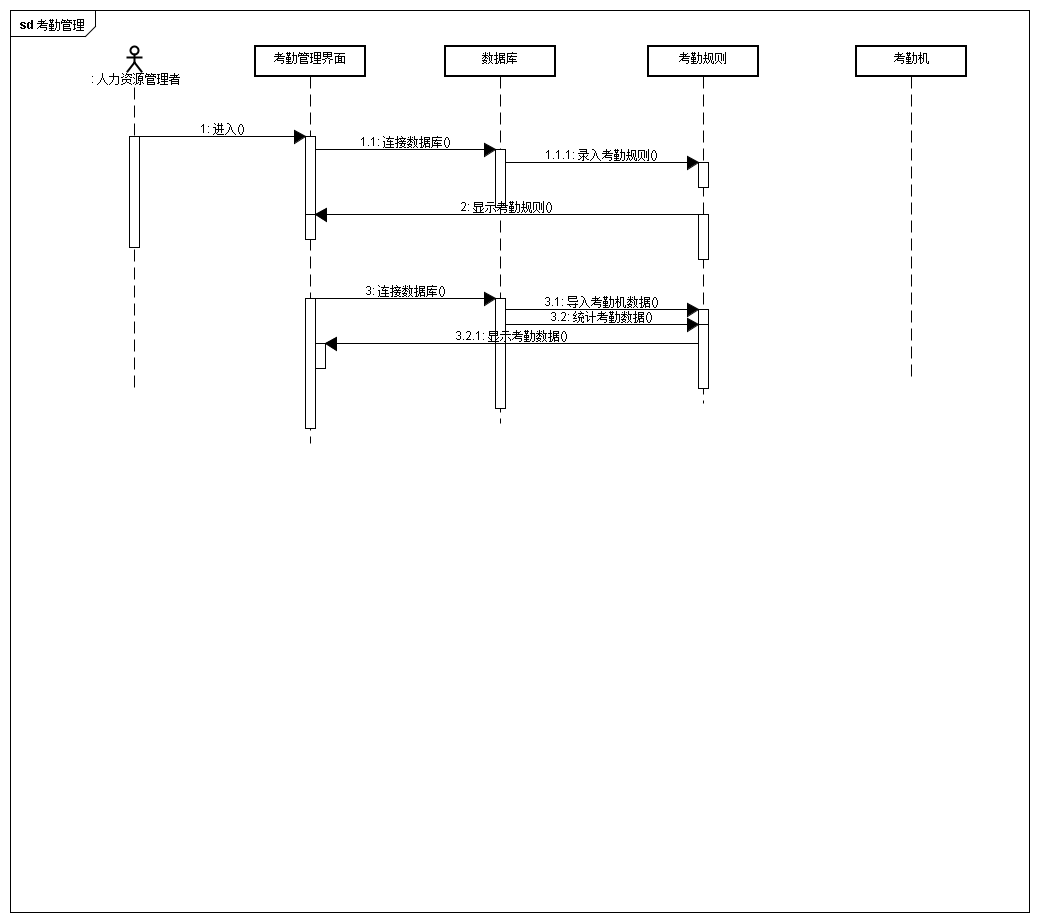 sd 考勤管理
: 人力资源管理者
考勤管理界面
数据库
考勤规则
考勤机
1: 进入()
1.1: 连接数据库()
1.1.1: 录入考勤规则()
2: 显示考勤规则()
3: 连接数据库()
3.1: 导入考勤机数据()
3.2: 统计考勤数据()
3.2.1: 显示考勤数据()